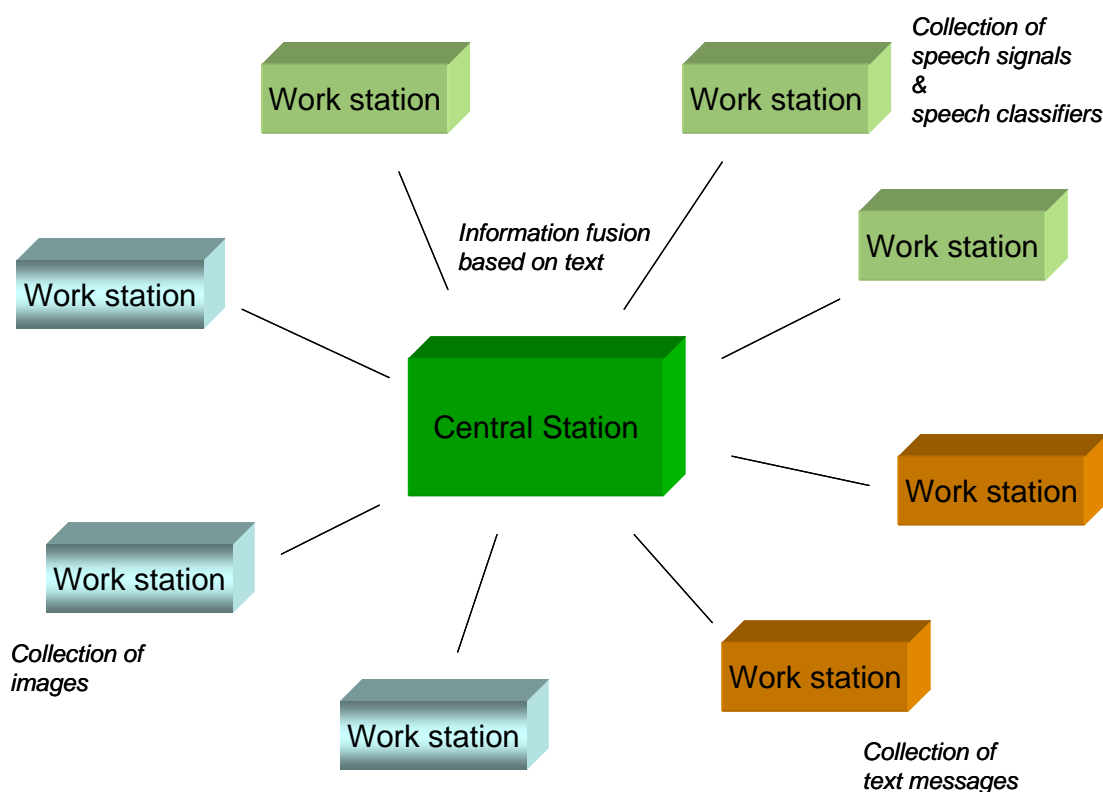 Collection of
speech signals
&
speech classifiers
Work station
Work station
Work station
Information fusion
based on text
Work station
Central Station
Work station
Work station
Collection of
images
Work station
Work station
Collection of
text messages